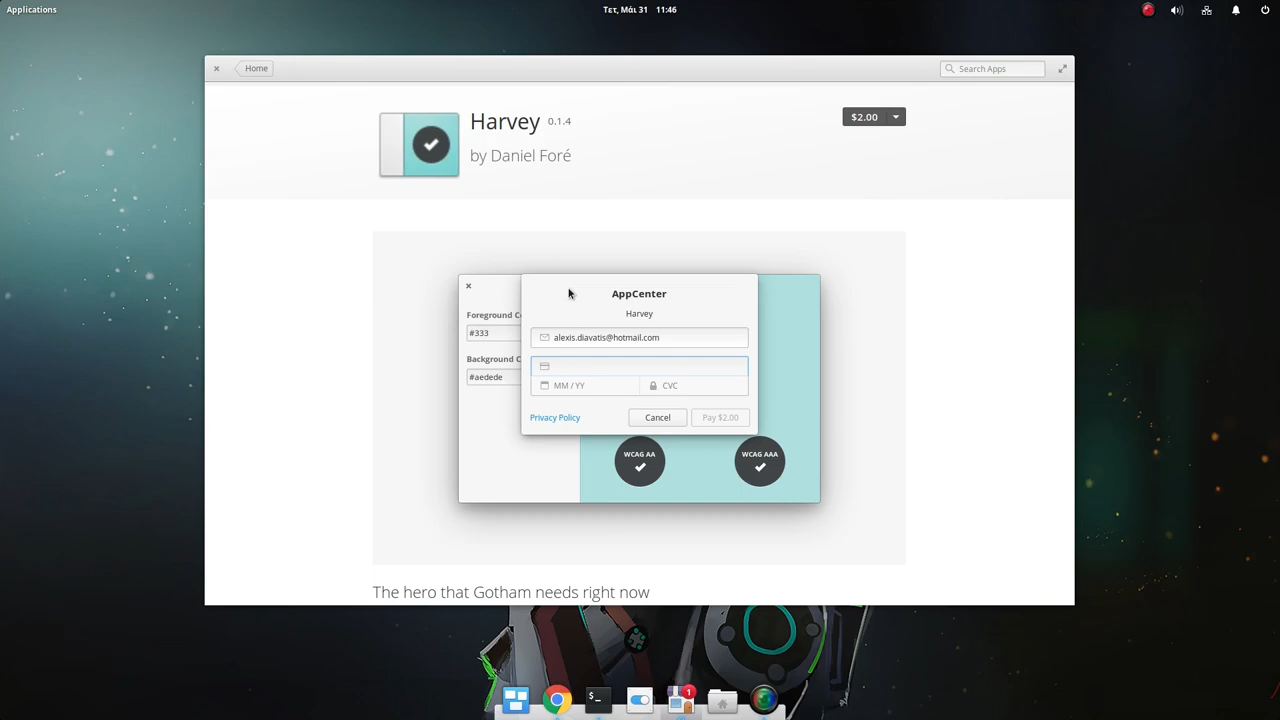 Applications
Τετ, Μάι 31 11:46
Home
Search Apps
Harvey 0.1.4
by Daniel Foré
$2.00
AppCenter
Harvey
alexis.diavatis@hotmail.com
MM / YY
CVC
Privacy Policy
Cancel
Pay $2.00
Foreground C
#333
Background C
#aedede
WCAG AA
WCAG AAA
The hero that Gotham needs right now
1